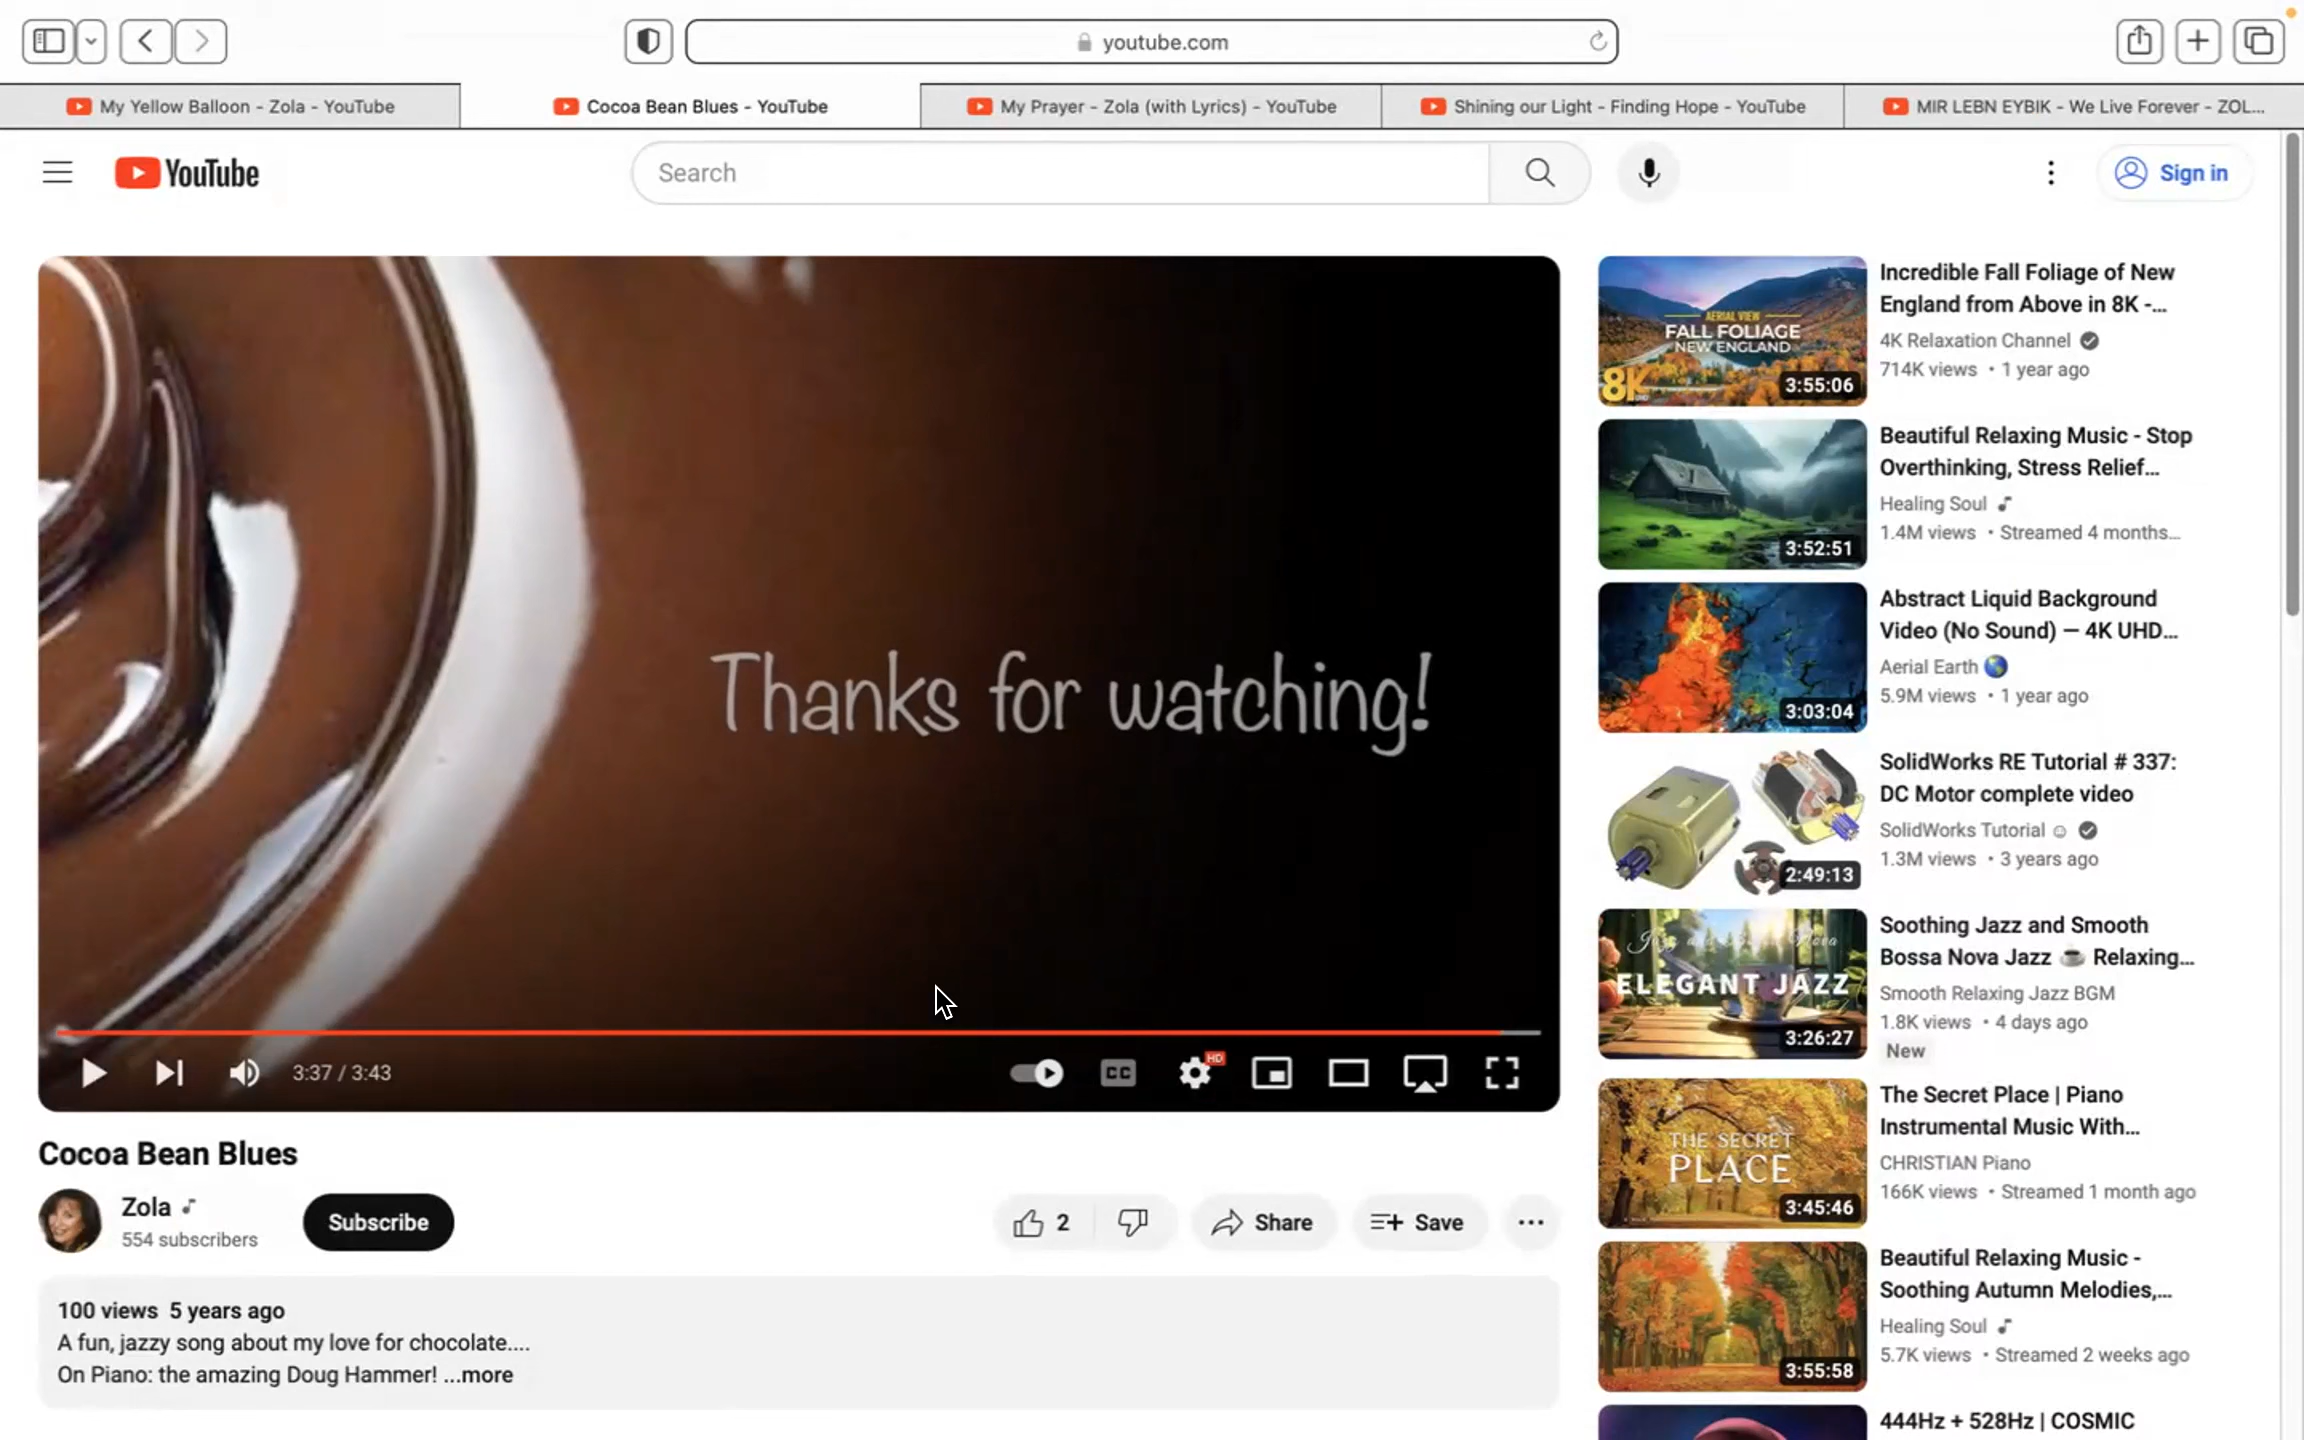 youtube.com
My Yellow Balloon - Zola - YouTube
Cocoa Bean Blues - YouTube
My Prayer - Zola (with Lyrics) - YouTube
Shining our Light - Finding Hope - YouTube
MIR LEBN EYBIK - We Live Forever - ZOL...
YouTube
Search
Sign in
Thanks for watching!
3:37 / 3:43
CC
HD
Cocoa Bean Blues
Zola
554 subscribers
Subscribe
2
Share
Save
100 views 5 years ago
A fun, jazzy song about my love for chocolate....
On Piano: the amazing Doug Hammer! ...more
AERIAL VIEW
FALL FOLIAGE
NEW ENGLAND
8K
3:55:06
Incredible Fall Foliage of New
England from Above in 8K -...
4K Relaxation Channel
714K views • 1 year ago
3:52:51
Beautiful Relaxing Music - Stop
Overthinking, Stress Relief...
Healing Soul
1.4M views • Streamed 4 months...
3:03:04
Abstract Liquid Background
Video (No Sound) — 4K UHD...
Aerial Earth
5.9M views • 1 year ago
2:49:13
SolidWorks RE Tutorial # 337:
DC Motor complete video
SolidWorks Tutorial
1.3M views • 3 years ago
ELEGANT JAZZ
3:26:27
Soothing Jazz and Smooth
Bossa Nova Jazz ☕ Relaxing...
Smooth Relaxing Jazz BGM
1.8K views • 4 days ago
New
THE SECRET
PLACE
3:45:46
The Secret Place | Piano
Instrumental Music With...
CHRISTIAN Piano
166K views • Streamed 1 month ago
3:55:58
Beautiful Relaxing Music -
Soothing Autumn Melodies,...
Healing Soul
5.7K views • Streamed 2 weeks ago
444Hz + 528Hz | COSMIC